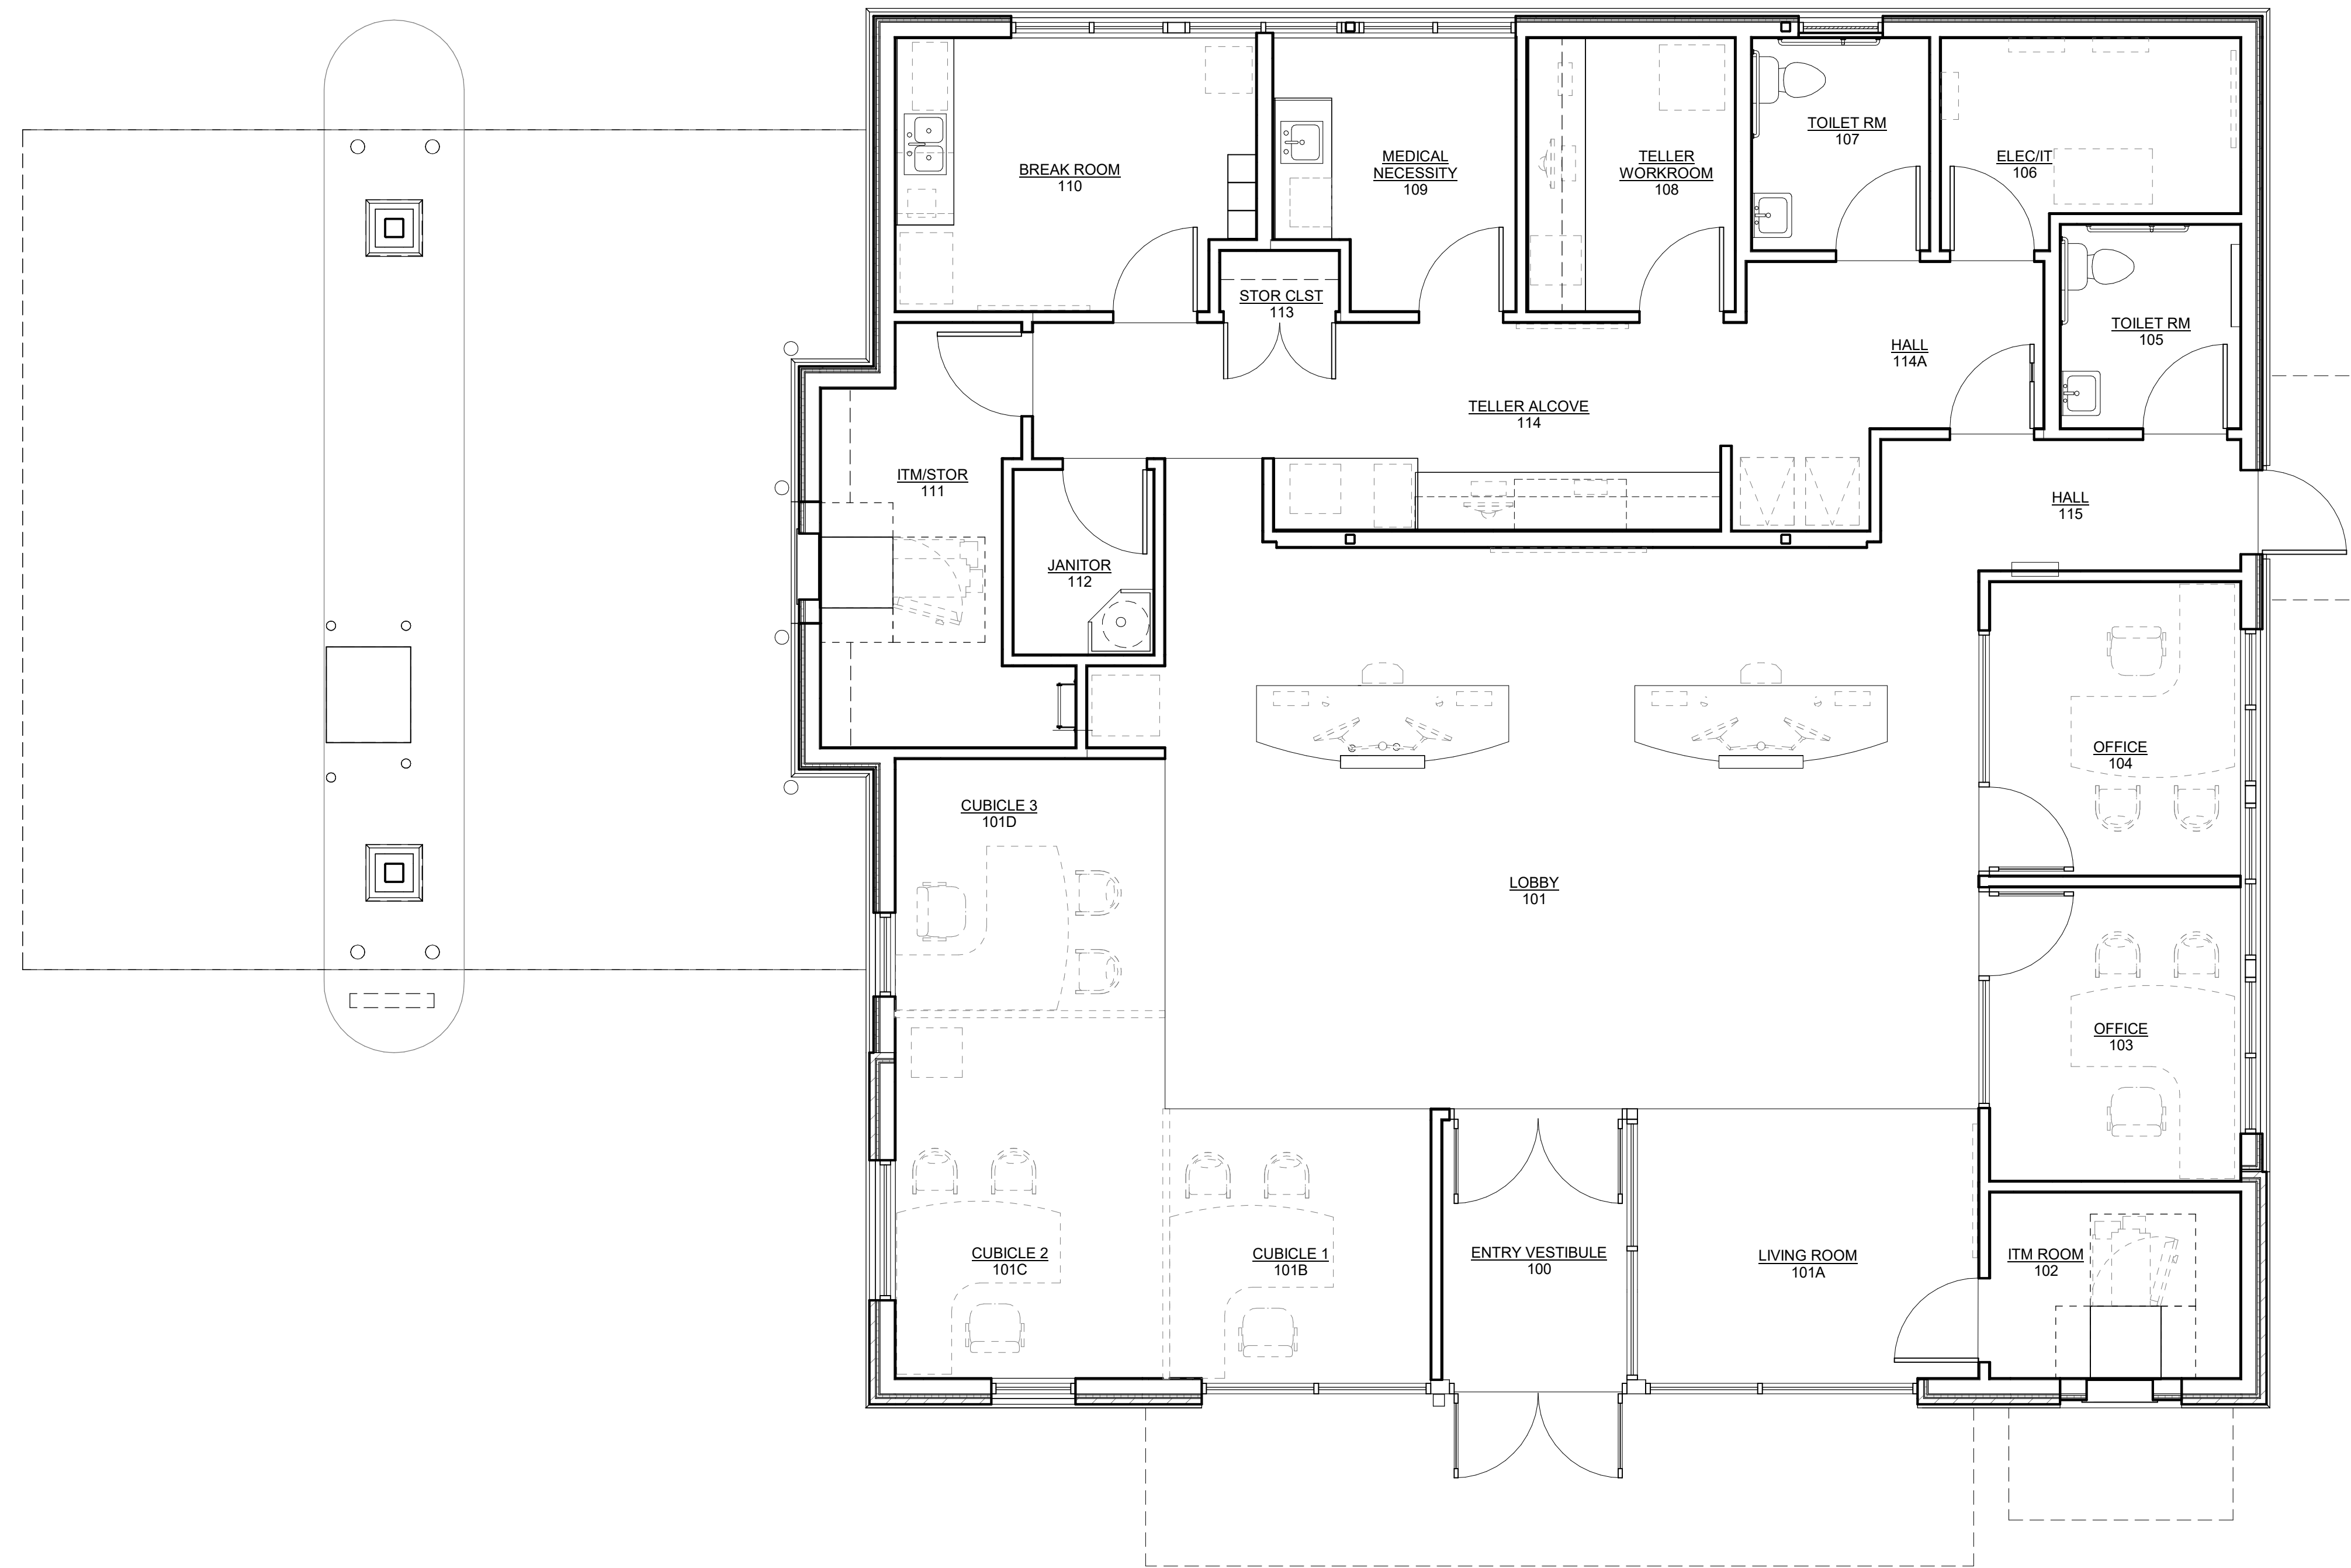 TOILET RM
107
ELEC/IT
106
MEDICAL
NECESSITY
109
TELLER
WORKROOM
108
BREAK ROOM
110
STOR CLST
113
TOILET RM
105
HALL
114A
TELLER ALCOVE
114
ITM/STOR
111
HALL
115
JANITOR
112
OFFICE
104
CUBICLE 3
101D
LOBBY
101
OFFICE
103
CUBICLE 2
101C
CUBICLE 1
101B
ENTRY VESTIBULE
100
LIVING ROOM
101A
ITM ROOM
102